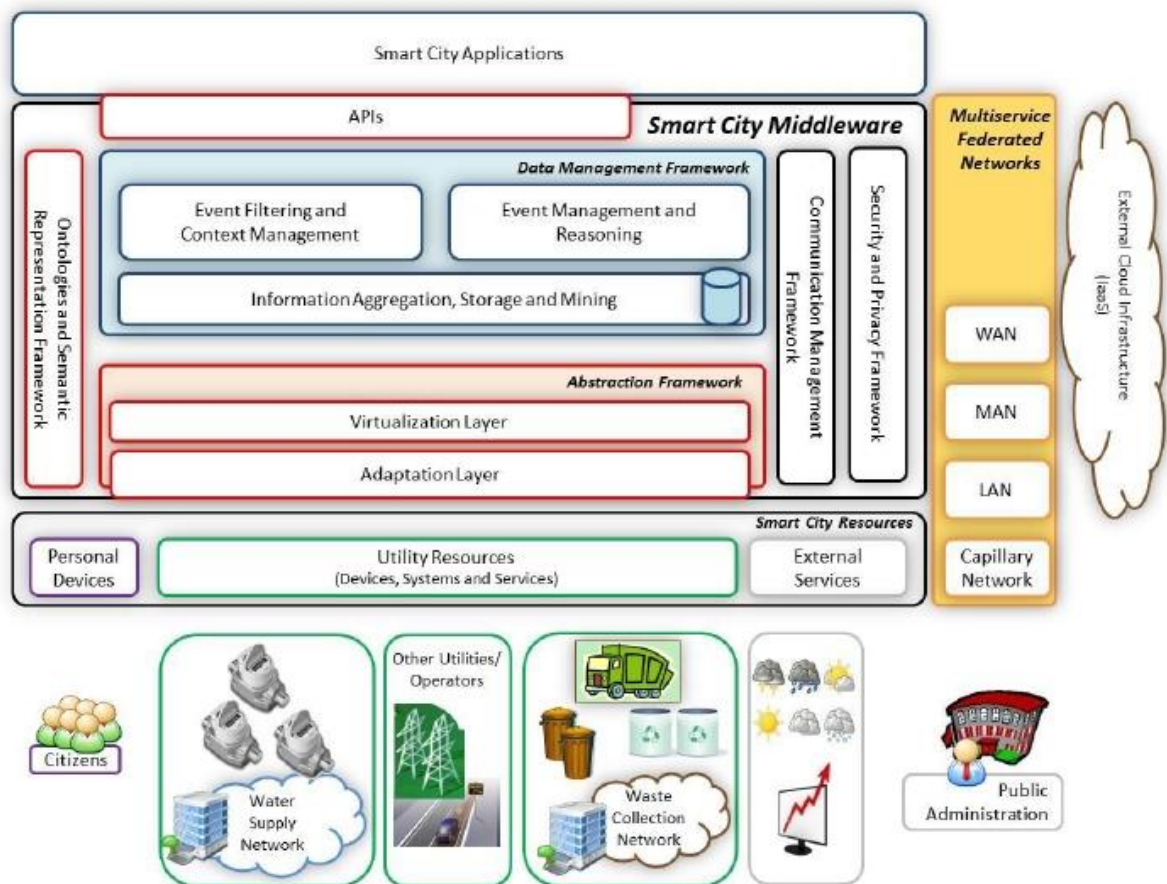 Smart City Applications
APIs
Smart City Middleware
Ontologies and Semantic
Representation Framework
Data Management Framework
Event Filtering and
Context Management
Event Management and
Reasoning
Information Aggregation, Storage and Mining
Abstraction Framework
Virtualization Layer
Adaptation Layer
Communication Management
Framework
Security and Privacy Framework
Multiservice
Federated
Networks
WAN
MAN
LAN
Capillary
Network
External Cloud Infrastructure
(IaaS)
Smart City Resources
Personal
Devices
Utility Resources
(Devices, Systems and Services)
External
Services
Citizens
Water
Supply
Network
Other Utilities/
Operators
Waste
Collection
Network
Public
Administration